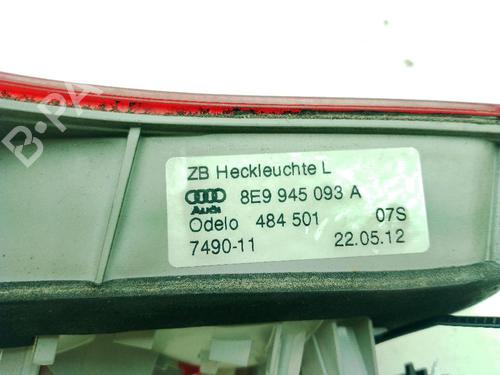 ZB Heckleuchte L
Audi 8E9 945 093 A
Odelo 484 501 07S
7490-11 22.05.12
B-PA